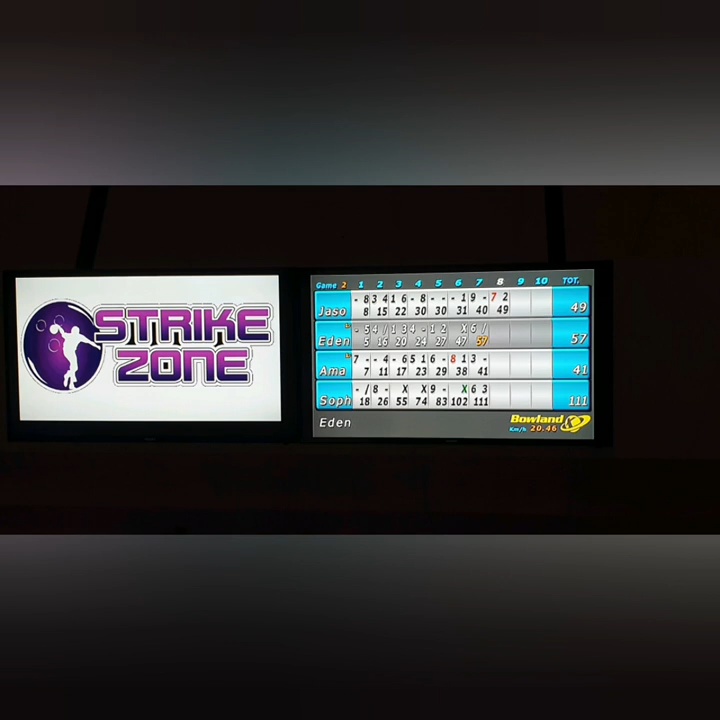 STRIKE
ZONE
Game 2 1 2 3 4 5 6 7 8 9 10 TOT.
- 8 3 4 1 6 - 8 - - - 1 9 - 7 2
Jaso 8 15 22 30 30 31 40 49 49
- 5 4 / 1 3 4 - 1 2 X 6 /
Eden 5 16 20 24 27 47 57 57
7 - - 4 - 6 5 1 6 - 8 1 3 -
Ama 7 11 17 23 29 38 41 41
- / 8 - X X 9 - X 6 3
Soph 18 26 55 74 83 102 111 111
Eden
Bowland
Km/h 20.46